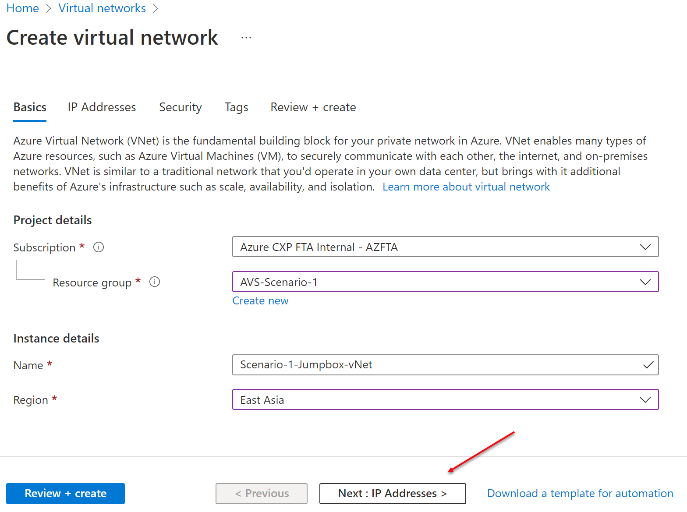 Home > Virtual networks >
Create virtual network ...
Basics IP Addresses Security Tags Review + create
Azure Virtual Network (VNet) is the fundamental building block for your private network in Azure. VNet enables many types of
Azure resources, such as Azure Virtual Machines (VM), to securely communicate with each other, the internet, and on-premises
networks. VNet is similar to a traditional network that you'd operate in your own data center, but brings with it additional
benefits of Azure's infrastructure such as scale, availability, and isolation. Learn more about virtual network
Project details
Subscription * Azure CXP FTA Internal - AZFTA
Resource group * AVS-Scenario-1
Create new
Instance details
Name * Scenario-1-Jumpbox-vNet
Region * East Asia
Review + create < Previous Next : IP Addresses > Download a template for automation